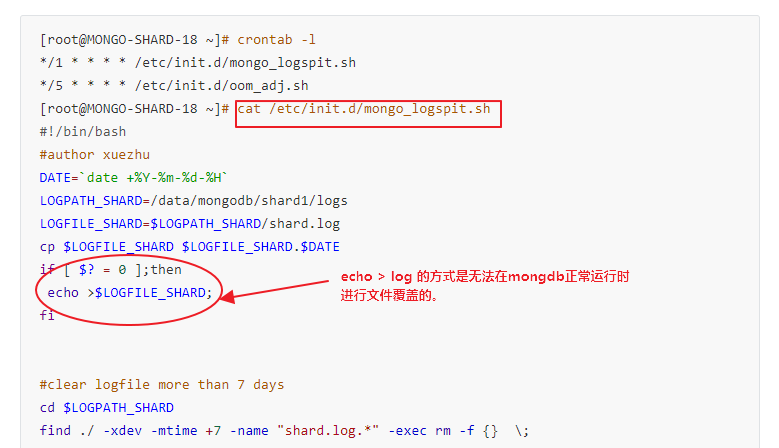 [root@MONGO-SHARD-18 ~]# crontab -l
*/1 * * * * /etc/init.d/mongo_logspit.sh
*/5 * * * * /etc/init.d/oom_adj.sh
[root@MONGO-SHARD-18 ~]# cat /etc/init.d/mongo_logspit.sh
#!/bin/bash
#author xuezhu
DATE=`date +%Y-%m-%d-%H`
LOGPATH_SHARD=/data/mongodb/shard1/logs
LOGFILE_SHARD=$LOGPATH_SHARD/shard.log
cp $LOGFILE_SHARD $LOGFILE_SHARD.$DATE
if [ $? = 0 ];then
echo >$LOGFILE_SHARD;
fi
echo > log 的方式是无法在mongdb正常运行时
进行文件覆盖的。
#clear logfile more than 7 days
cd $LOGPATH_SHARD
find ./ -xdev -mtime +7 -name "shard.log.*" -exec rm -f {} \;